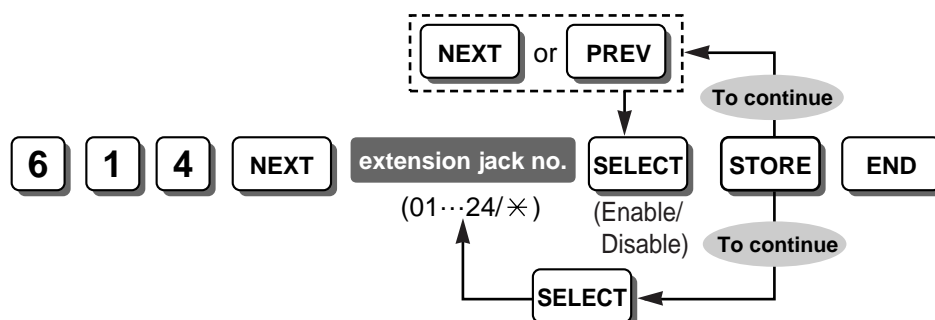 NEXT or PREV
To continue
6 1 4 NEXT extension jack no. SELECT STORE END
(01···24/✳) (Enable/
Disable) To continue
SELECT